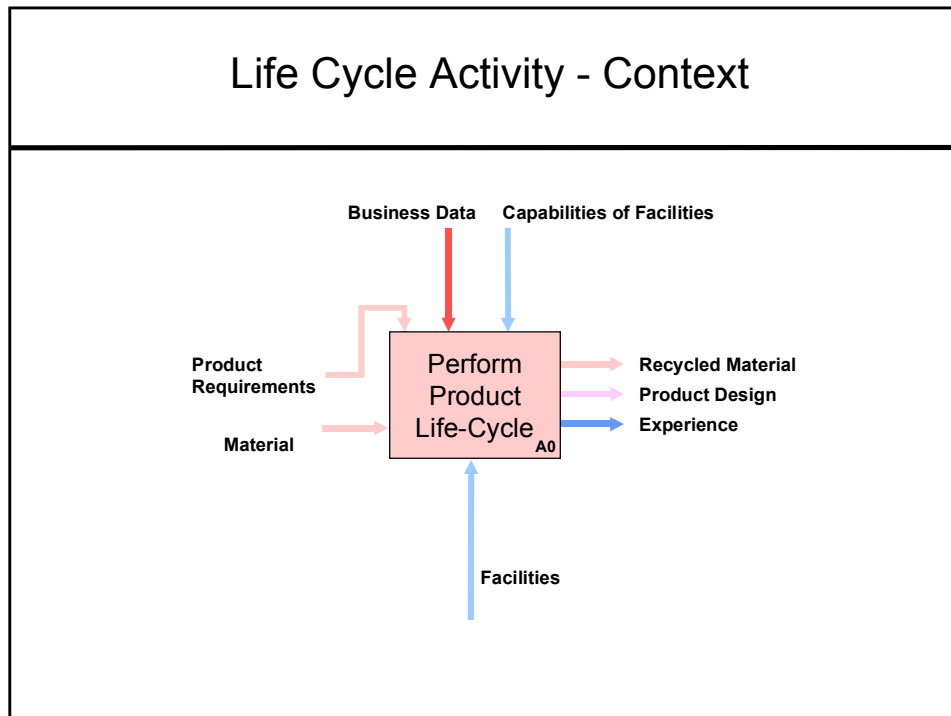 Life Cycle Activity - Context
Business Data
Capabilities of Facilities
Product
Requirements
Material
Perform
Product
Life-Cycle
A0
Recycled Material
Product Design
Experience
Facilities